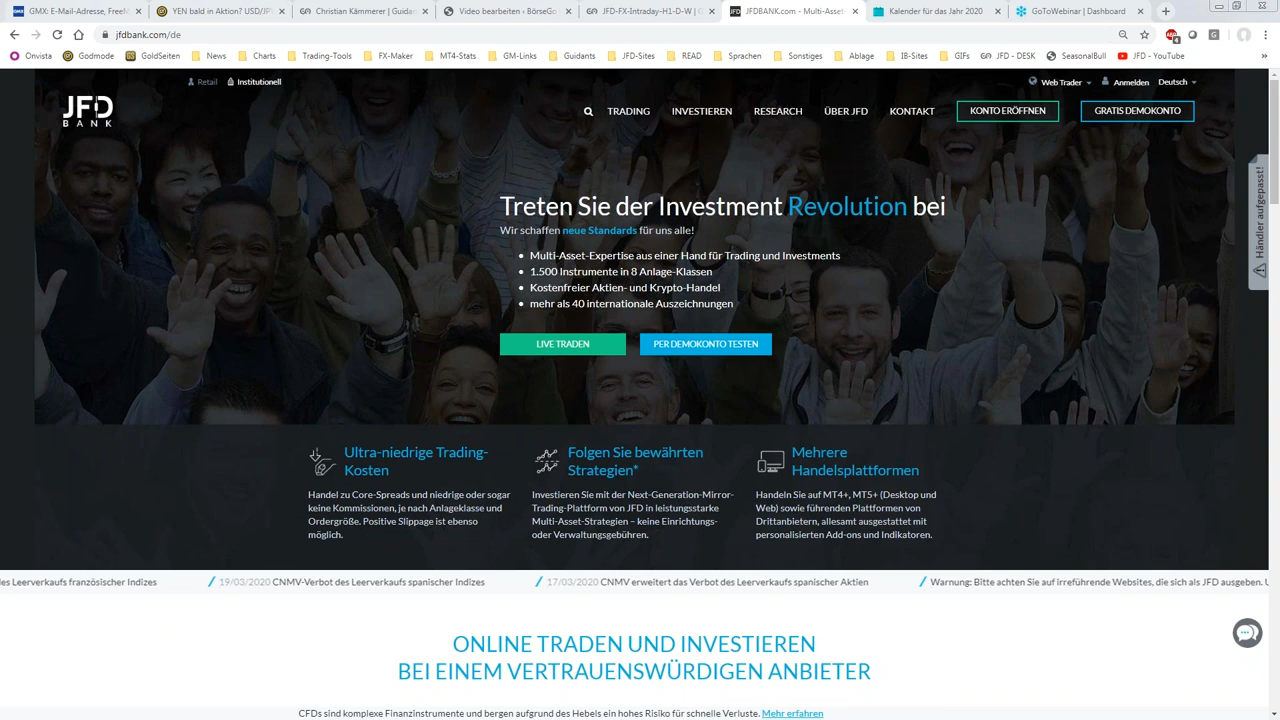 GMX: E-Mail-Adresse, FreeM
YEN bald in Aktion? USD/JPY
Christian Kämmerer | Guidan
Video bearbeiten ‹ BörseGo
JFD-FX-Intraday-H1-D-W | G
JFDBANK.com - Multi-Asset
Kalender für das Jahr 2020
GoToWebinar | Dashboard
jfdbank.com/de
Onvista
Godmode
GoldSeiten
News
Charts
Trading-Tools
FX-Maker
MT4-Stats
GM-Links
Guidants
JFD-Sites
READ
Sprachen
Sonstiges
Ablage
IB-Sites
GIFs
JFD - DESK
SeasonalBull
JFD - YouTube
Retail
Institutionell
Web Trader
Anmelden
Deutsch
JFD
BANK
TRADING
INVESTIEREN
RESEARCH
ÜBER JFD
KONTAKT
KONTO ERÖFFNEN
GRATIS DEMOKONTO
Händler aufgepasst!
Treten Sie der Investment Revolution bei
Wir schaffen neue Standards für uns alle!
Multi-Asset-Expertise aus einer Hand für Trading und Investments
1.500 Instrumente in 8 Anlage-Klassen
Kostenfreier Aktien- und Krypto-Handel
mehr als 40 internationale Auszeichnungen
LIVE TRADEN
PER DEMOKONTO TESTEN
Ultra-niedrige Trading-
Kosten
Handel zu Core-Spreads und niedrige oder sogar
keine Kommissionen, je nach Anlageklasse und
Ordergröße. Positive Slippage ist ebenso
möglich.
Folgen Sie bewährten
Strategien*
Investieren Sie mit der Next-Generation-Mirror-
Trading-Plattform von JFD in leistungsstarke
Multi-Asset-Strategien – keine Einrichtungs-
oder Verwaltungsgebühren.
Mehrere
Handelsplattformen
Handeln Sie auf MT4+, MT5+ (Desktop und
Web) sowie führenden Plattformen von
Drittanbietern, allesamt ausgestattet mit
personalisierten Add-ons und Indikatoren.
des Leerverkaufs französischer Indizes
19/03/2020 CNMV-Verbot des Leerverkaufs spanischer Indizes
17/03/2020 CNMV erweitert das Verbot des Leerverkaufs spanischer Aktien
Warnung: Bitte achten Sie auf irreführende Websites, die sich als JFD ausgeben. U
ONLINE TRADEN UND INVESTIEREN
BEI EINEM VERTRAUENSWÜRDIGEN ANBIETER
CFDs sind komplexe Finanzinstrumente und bergen aufgrund des Hebels ein hohes Risiko für schnelle Verluste. Mehr erfahren